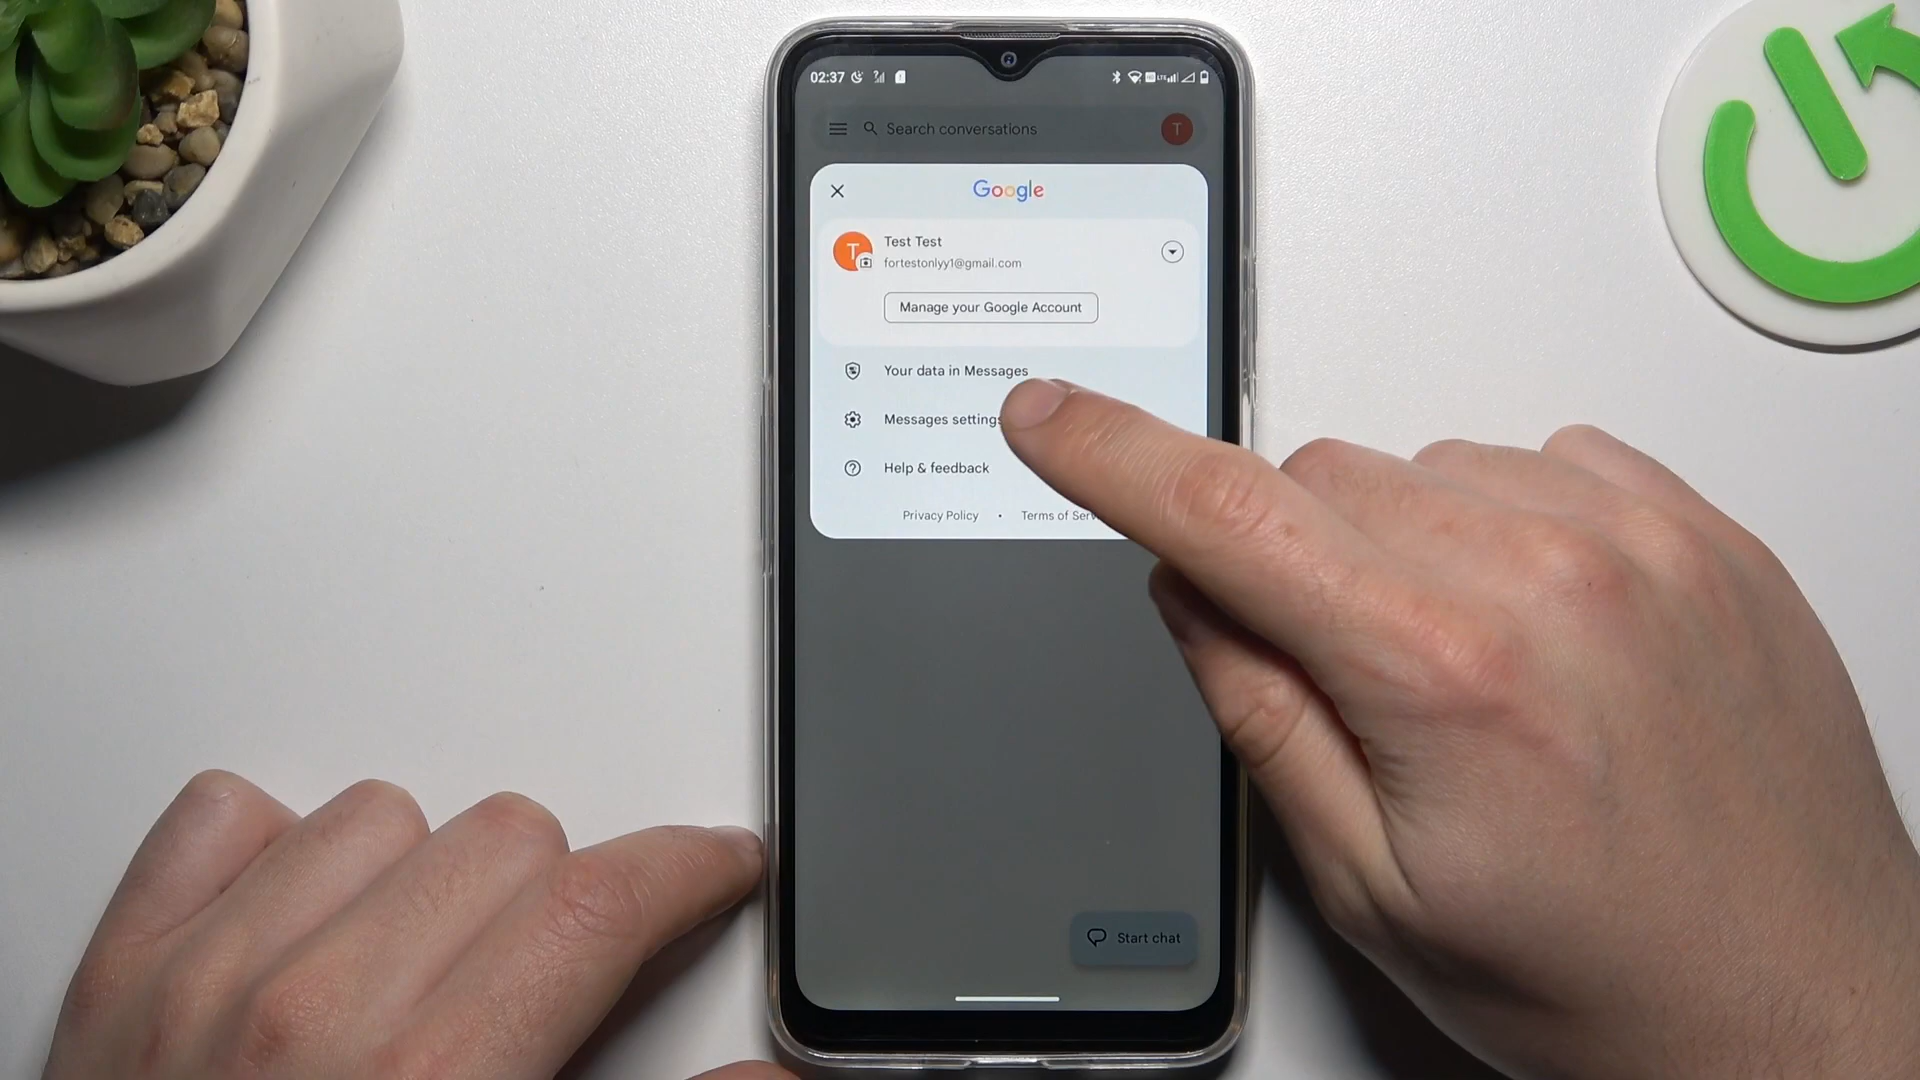 02:37
Search conversations
T
Google
T
Test Test
fortestonlyy1@gmail.com
Manage your Google Account
Your data in Messages
Messages settings
Help & feedback
Privacy Policy • Terms of Serv
Start chat